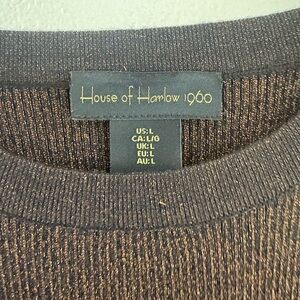 House of Harlow 1960
US: L
CA: L/G
UK: L
EU: L
AU: L